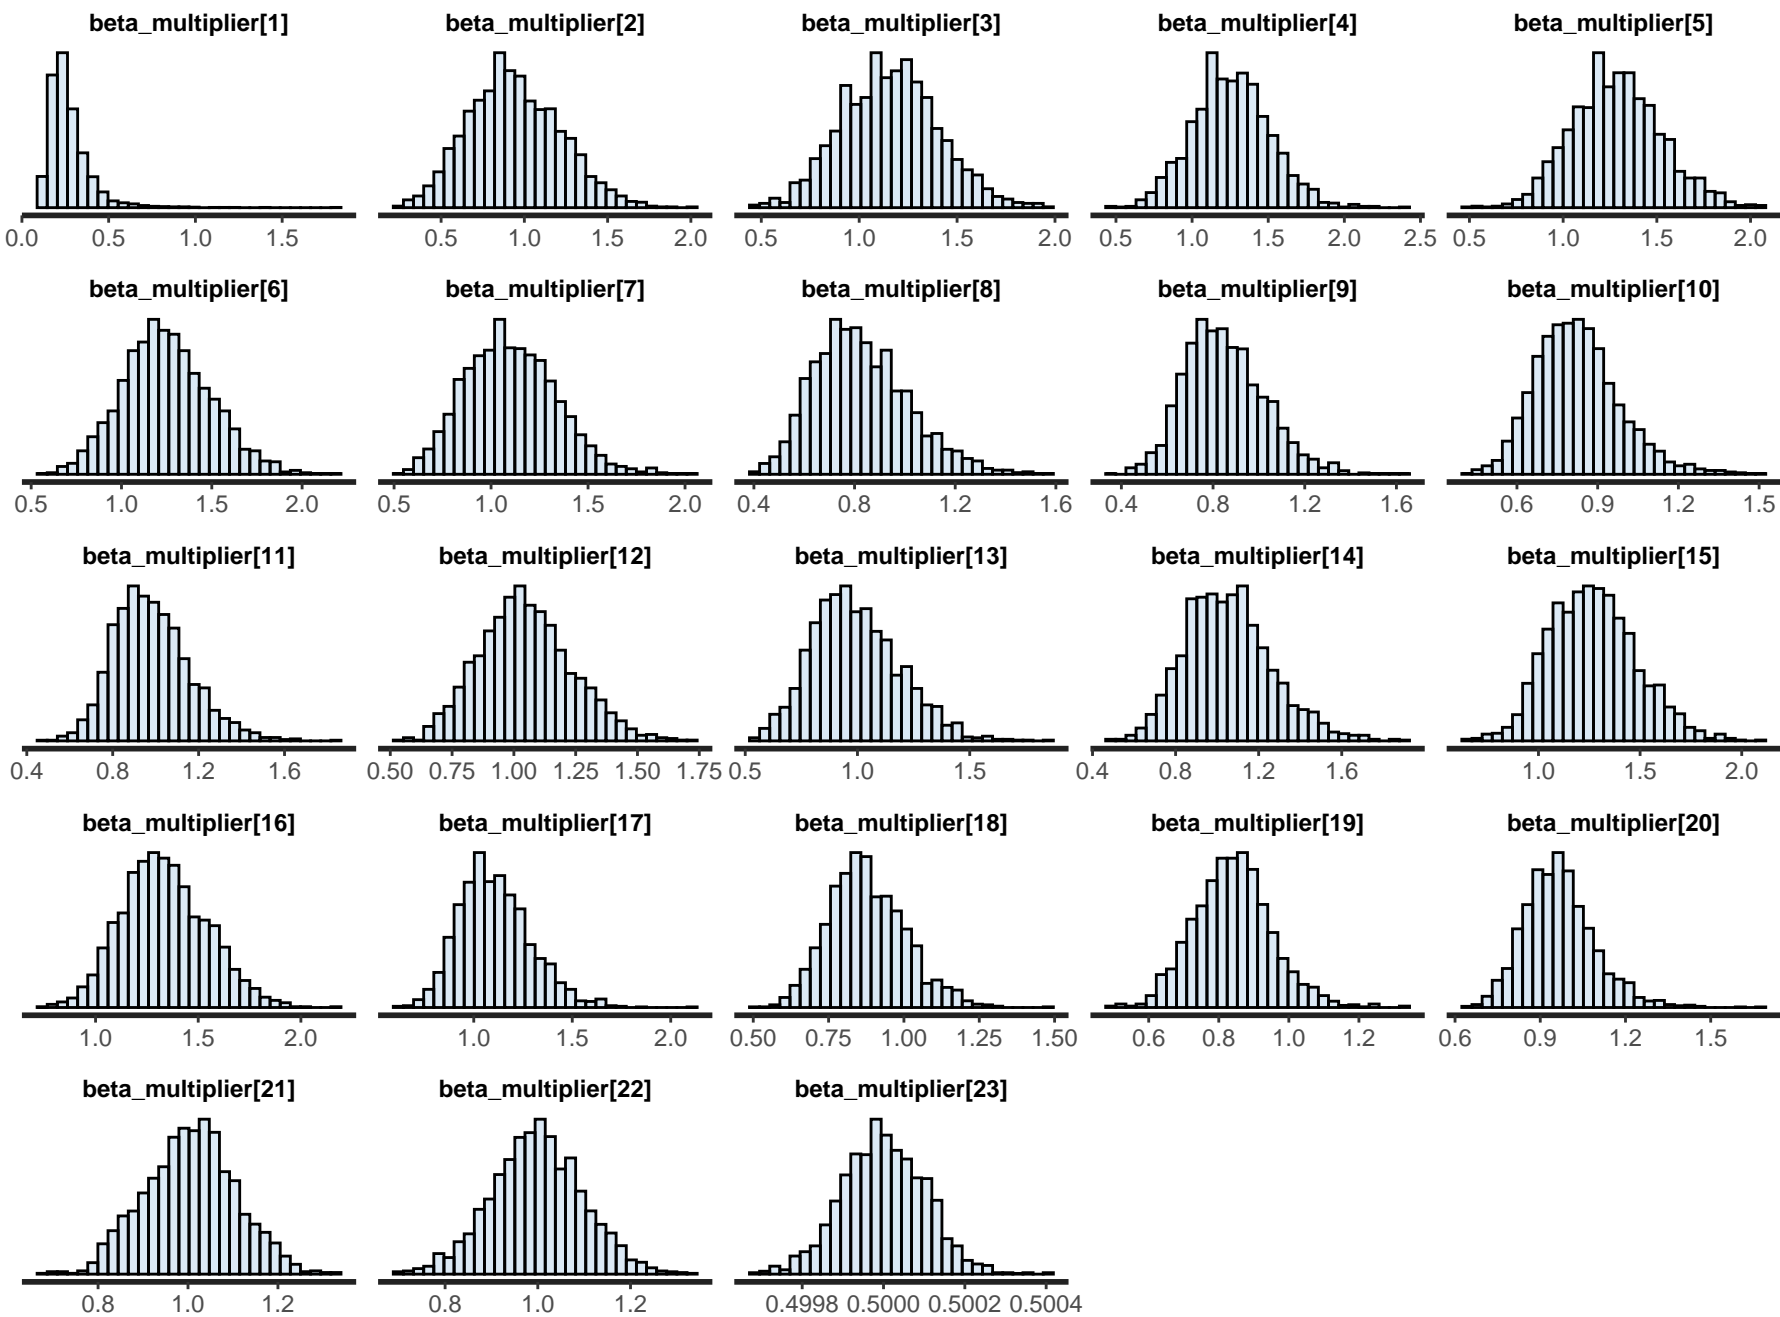 beta_multiplier[1] beta_multiplier[2] beta_multiplier[3] beta_multiplier[4] beta_multiplier[5]
0.0 0.5 1.0 1.5 0.5 1.0 1.5 2.0 0.5 1.0 1.5 2.0 0.5 1.0 1.5 2.0 2.5 0.5 1.0 1.5 2.0
beta_multiplier[6] beta_multiplier[7] beta_multiplier[8] beta_multiplier[9] beta_multiplier[10]
0.5 1.0 1.5 2.0 0.5 1.0 1.5 2.0 0.4 0.8 1.2 1.6 0.4 0.8 1.2 1.6 0.6 0.9 1.2 1.5
beta_multiplier[11] beta_multiplier[12] beta_multiplier[13] beta_multiplier[14] beta_multiplier[15]
0.4 0.8 1.2 1.6 0.50 0.75 1.00 1.25 1.50 1.75 0.5 1.0 1.5 0.4 0.8 1.2 1.6 1.0 1.5 2.0
beta_multiplier[16] beta_multiplier[17] beta_multiplier[18] beta_multiplier[19] beta_multiplier[20]
1.0 1.5 2.0 1.0 1.5 2.0 0.50 0.75 1.00 1.25 1.50 0.6 0.8 1.0 1.2 0.6 0.9 1.2 1.5
beta_multiplier[21] beta_multiplier[22] beta_multiplier[23]
0.8 1.0 1.2 0.8 1.0 1.2 0.4998 0.5000 0.5002 0.5004